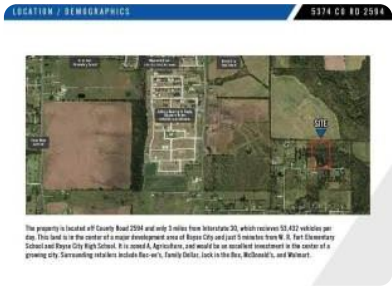 LOCATION / DEMOGRAPHICS
5374 CO RD 2594
SITE
The property is located off County Road 2594 and only 3 miles from Interstate 30, which recieves 53,432 vehicles per
day. This land is in the center of a major development area of Royse City and just 5 minutes from W. R. Fort Elementary
School and Royse City High School. It is zoned A, Agriculture, and would be an excellent investment in the center of a
growing city. Surrounding retailers include Buc-ee's, Family Dollar, Jack in the Box, McDonald's, and Walmart.